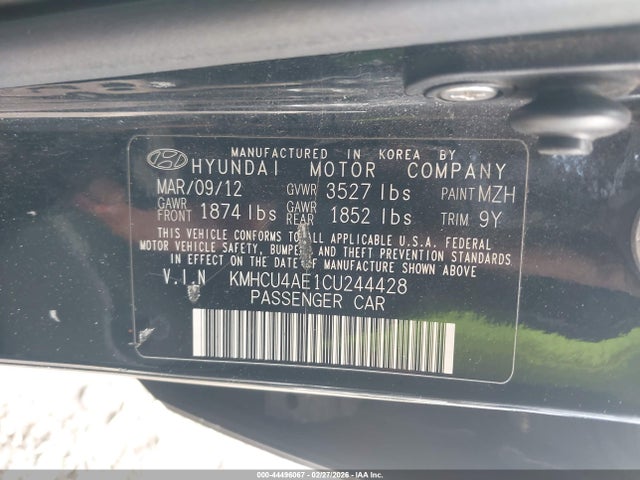 MANUFACTURED IN KOREA BY
HYUNDAI MOTOR COMPANY
MAR/09/12 GVWR 3527 lbs PAINT MZH
GAWR FRONT 1874 lbs GAWR REAR 1852 lbs TRIM 9Y
THIS VEHICLE CONFORMS TO ALL APPLICABLE U.S.A. FEDERAL
MOTOR VEHICLE SAFETY, BUMPER, AND THEFT PREVENTION STANDARDS
IN EFFECT ON THE DATE OF MANUFACTURE SHOWN ABOVE
V.I.N KMHCU4AE1CU244428
PASSENGER CAR
000-44496067 - 02/27/2026 - IAA Inc.